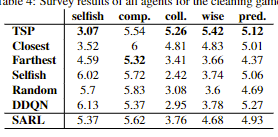 Table 4: Survey results of all agents for the cleaning game
selfish comp. coll. wise pred.
TSP 3.07 5.54 5.26 5.42 5.12
Closest 3.52 6 4.81 4.83 5.01
Farthest 4.59 5.32 3.41 3.66 4.37
Selfish 6.02 5.72 2.42 3.74 5.06
Random 5.7 5.83 3.08 3.6 4.69
DDQN 6.13 5.37 2.95 3.78 5.27
SARL 5.37 5.62 3.76 4.68 4.93